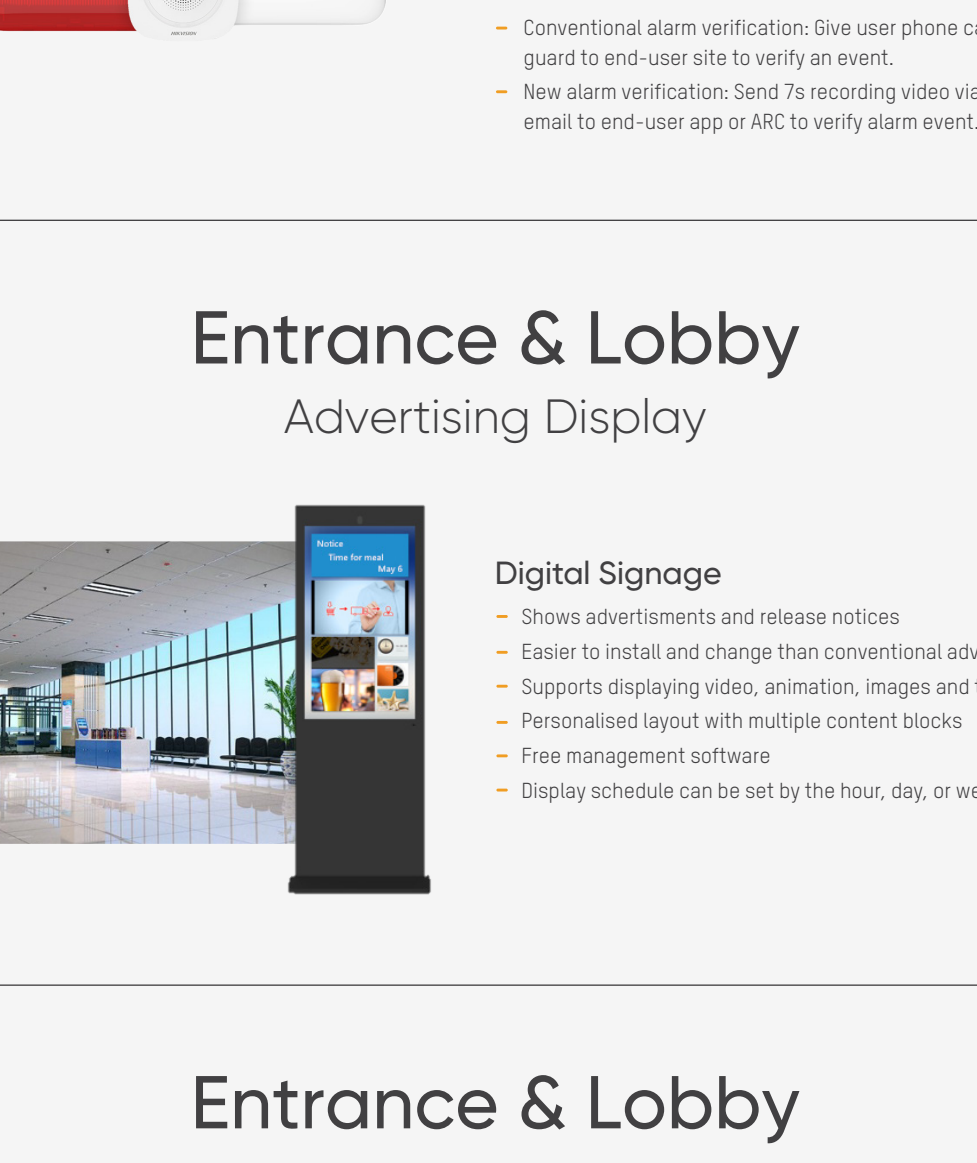 HIKVISION
Conventional alarm verification: Give user phone
guard to end-user site to verify an event.
New alarm verification: Send 7s recording video via
email to end-user app or ARC to verify alarm event.
Entrance & Lobby
Advertising Display
Notice
Time for meal
May 6
Digital Signage
Shows advertisments and release notices
Easier to install and change than conventional
Supports displaying video, animation, images and
Personalised layout with multiple content blocks
Free management software
Display schedule can be set by the hour, day, or
Entrance & Lobby